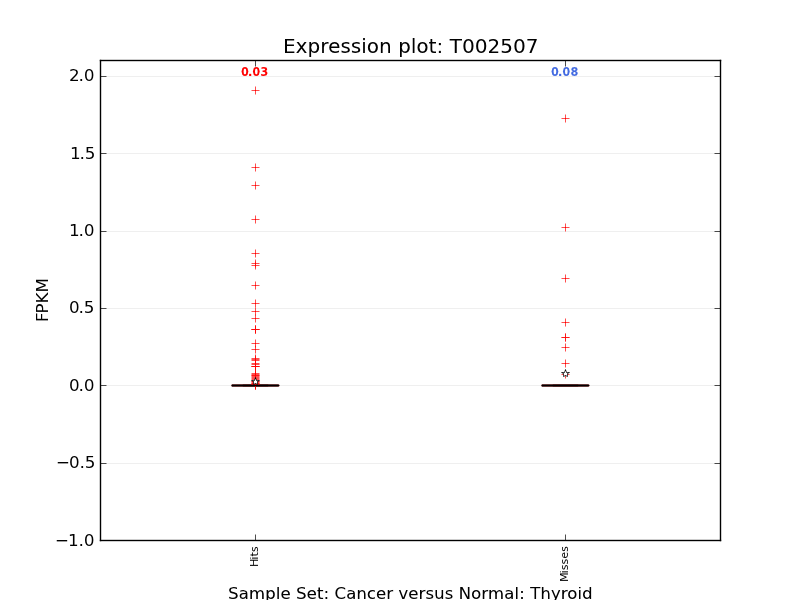 Expression plot: T002507
0.03 0.08
2.0
1.5
1.0
0.5
0.0
−0.5
−1.0
FPKM
Hits Misses
Sample Set: Cancer versus Normal: Thyroid